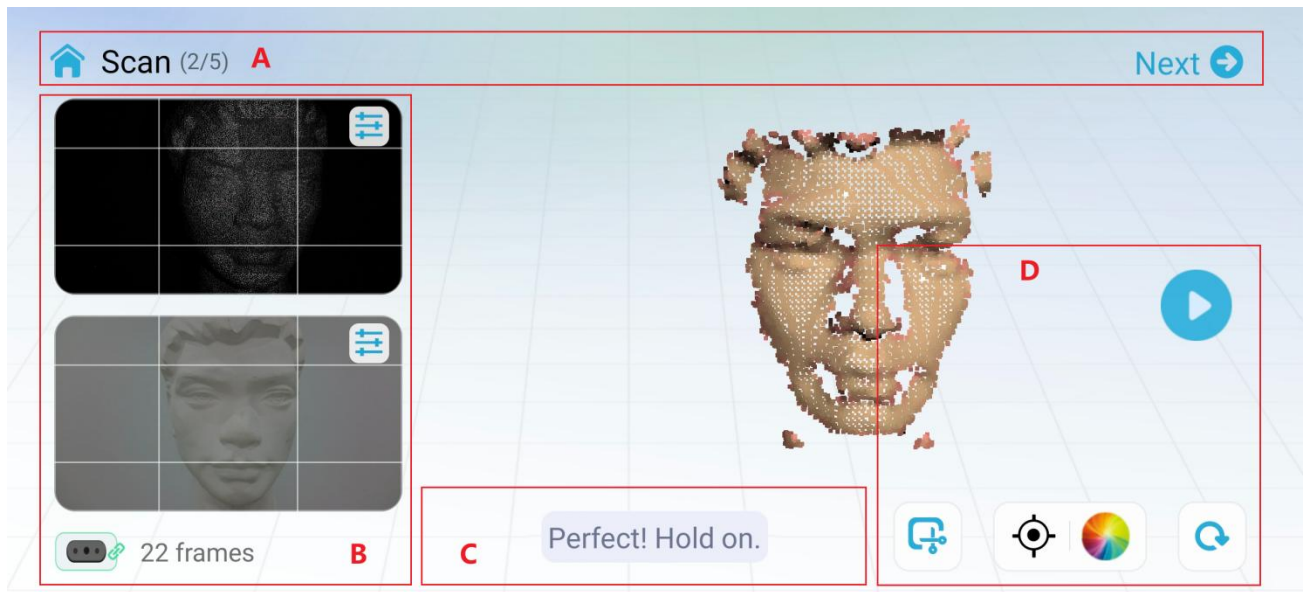 Scan (2/5) A
Next
D
22 frames
B
C
Perfect! Hold on.